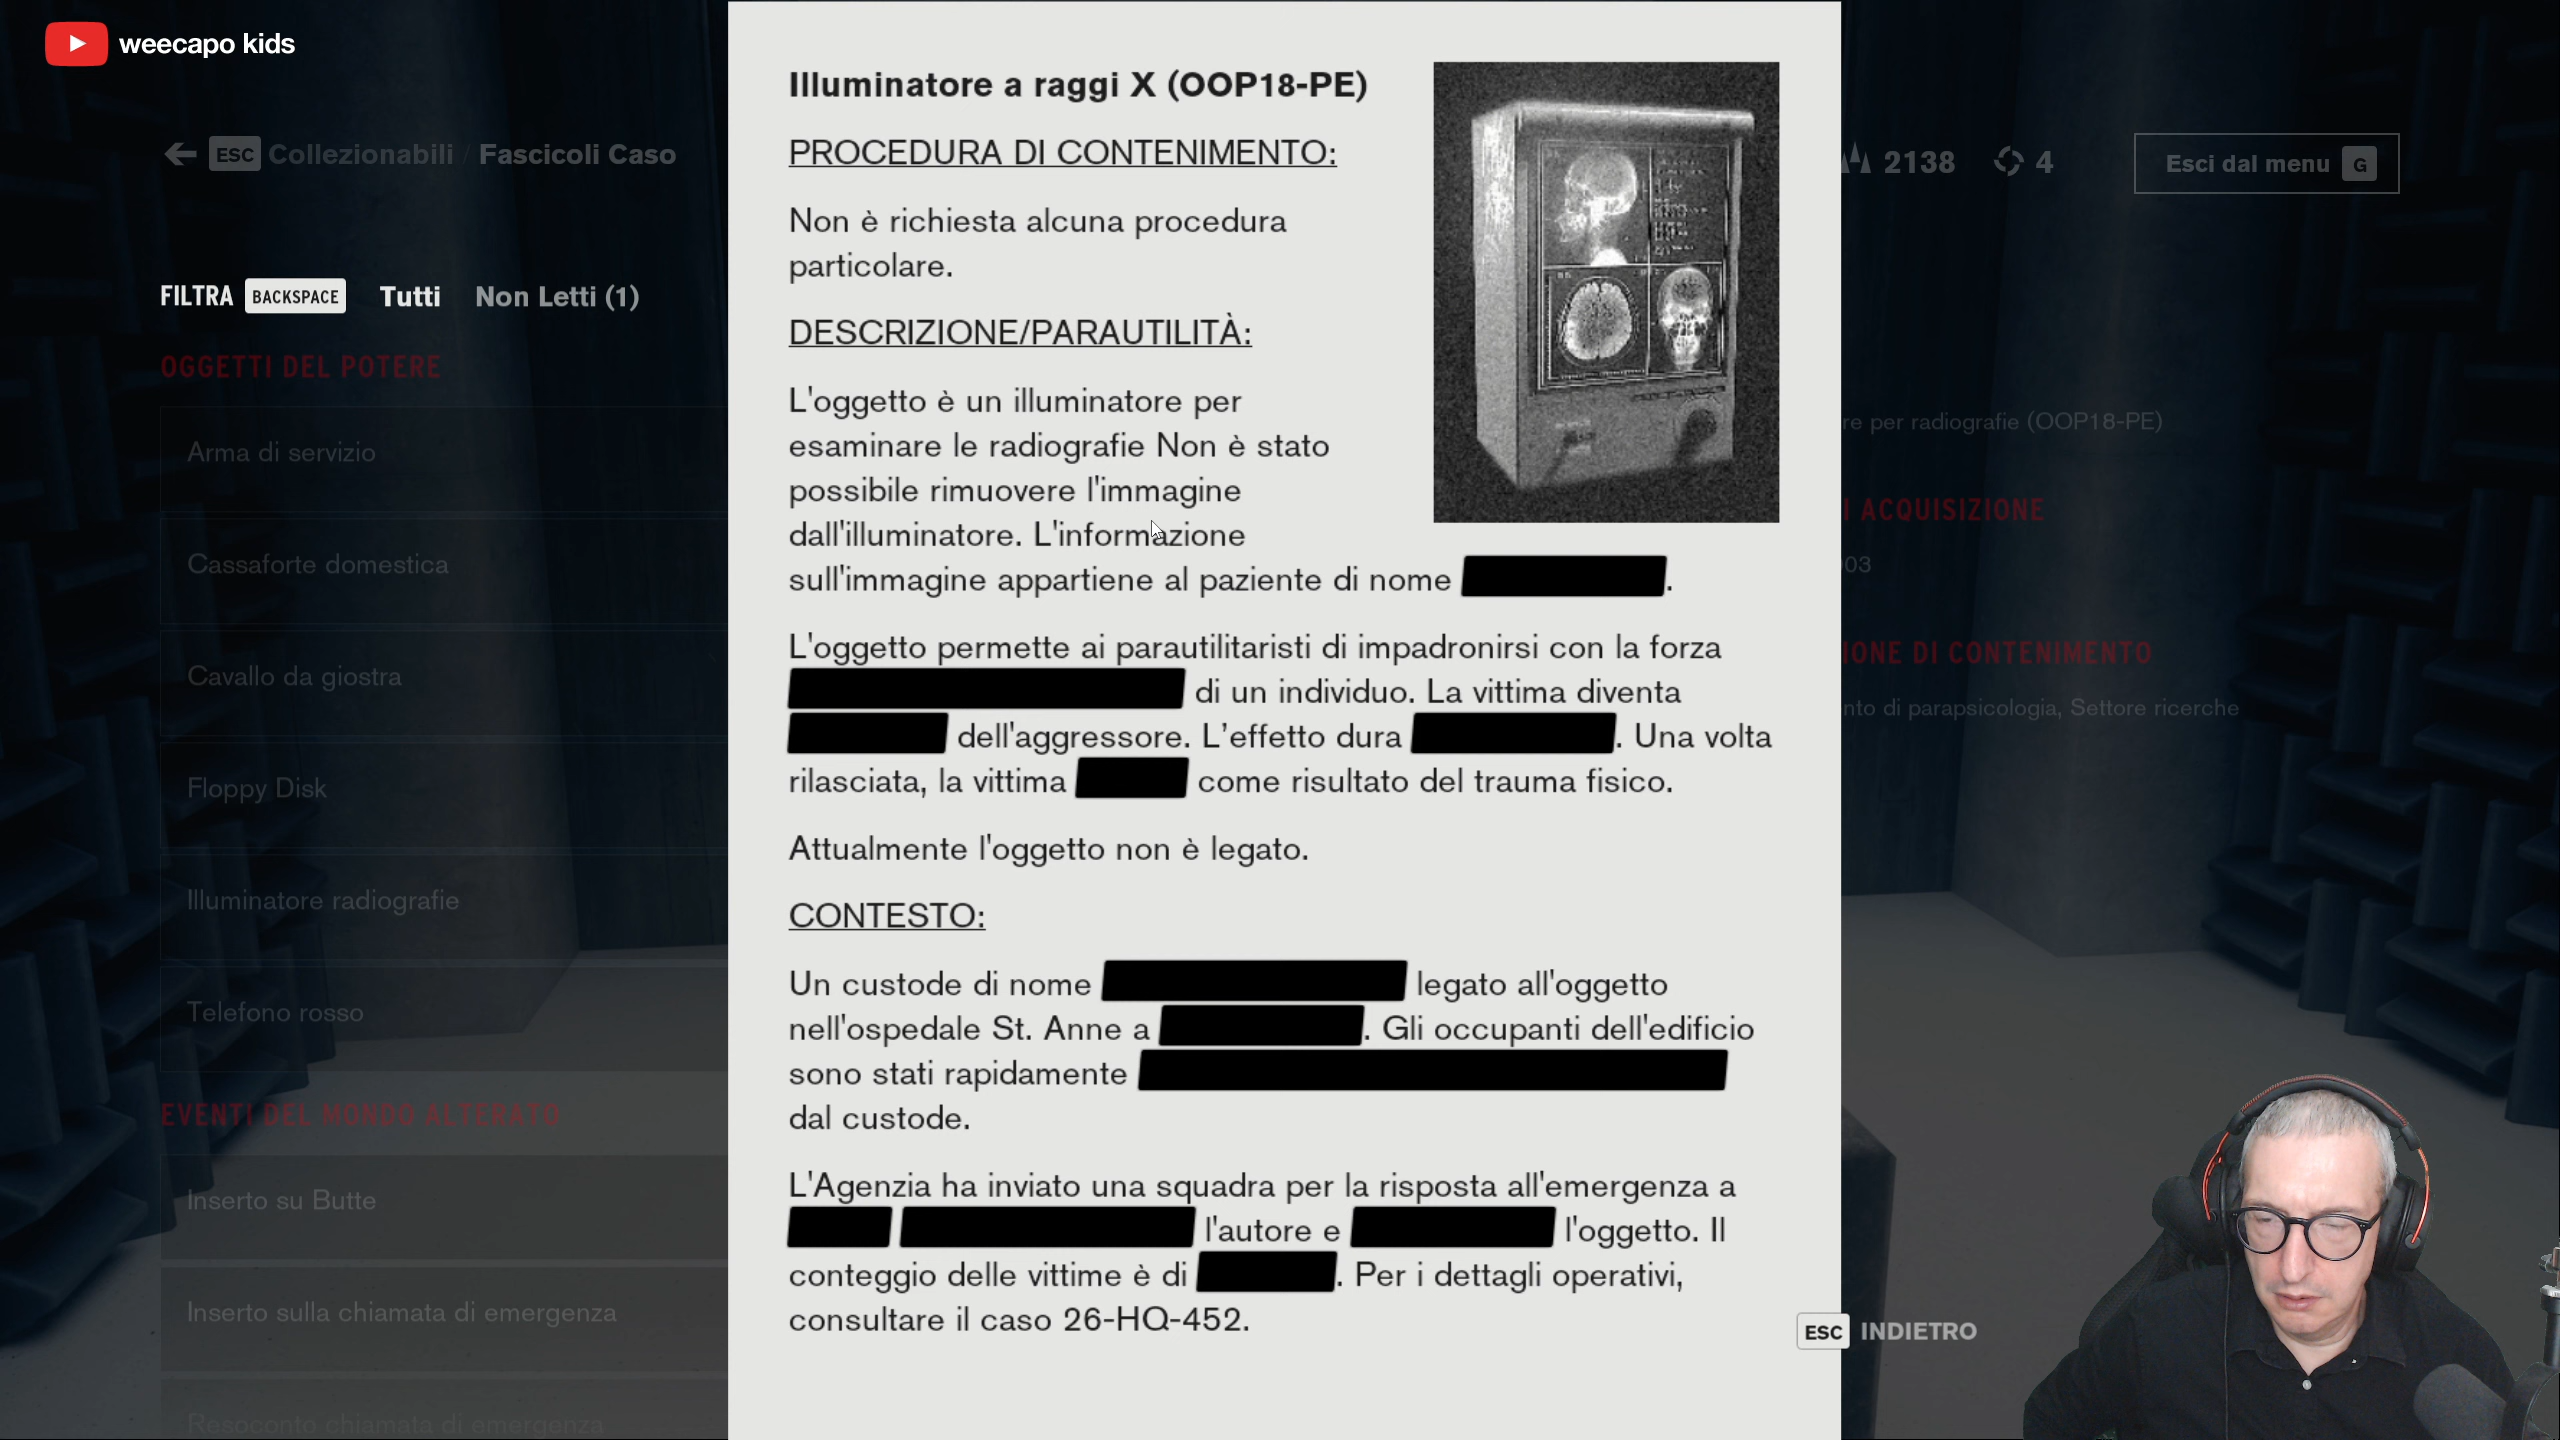 weecapo kids
ESC Collezionabili / Fascicoli Caso
2138 4
Esci dal menu G
FILTRA BACKSPACE Tutti Non Letti (1)
OGGETTI DEL POTERE
Arma di servizio
Cassaforte domestica
Cavallo da giostra
Floppy Disk
Illuminatore radiografie
Telefono rosso
EVENTI DEL MONDO ALTERATO
Inserto su Butte
Inserto sulla chiamata di emergenza
Resoconto chiamata di emergenza
Illuminatore a raggi X (OOP18-PE)
PROCEDURA DI CONTENIMENTO:
Non è richiesta alcuna procedura
particolare.
DESCRIZIONE/PARAUTILITÀ:
L'oggetto è un illuminatore per
esaminare le radiografie Non è stato
possibile rimuovere l'immagine
dall'illuminatore. L'informazione
sull'immagine appartiene al paziente di nome .
L'oggetto permette ai parautilitaristi di impadronirsi con la forza
di un individuo. La vittima diventa
dell'aggressore. L’effetto dura . Una volta
rilasciata, la vittima come risultato del trauma fisico.
Attualmente l'oggetto non è legato.
CONTESTO:
Un custode di nome legato all'oggetto
nell'ospedale St. Anne a . Gli occupanti dell'edificio
sono stati rapidamente
dal custode.
L'Agenzia ha inviato una squadra per la risposta all'emergenza a
l'autore e l'oggetto. Il
conteggio delle vittime è di . Per i dettagli operativi,
consultare il caso 26-HQ-452.
re per radiografie (OOP18-PE)
I ACQUISIZIONE
03
IONE DI CONTENIMENTO
nto di parapsicologia, Settore ricerche
ESC INDIETRO